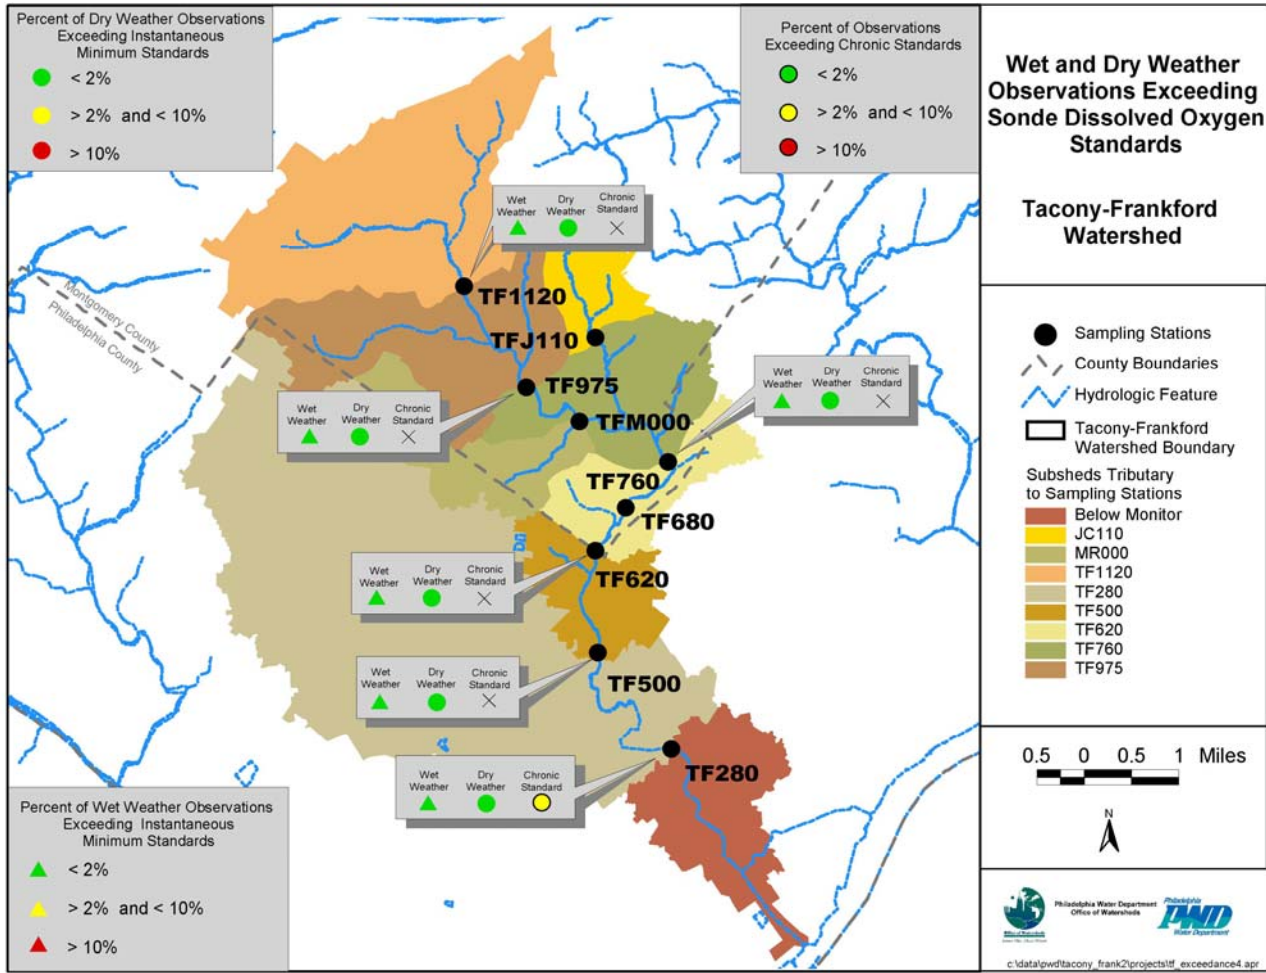 Percent of Dry Weather Observations
Exceeding Instantaneous
Minimum Standards
< 2%
> 2% and < 10%
> 10%
Percent of Observations
Exceeding Chronic Standards
< 2%
> 2% and < 10%
> 10%
Wet and Dry Weather
Observations Exceeding
Sonde Dissolved Oxygen
Standards
Tacony-Frankford
Watershed
Montgomery County
Philadelphia County
Wet Weather
Dry Weather
Chronic Standard
TF1120
TFJ110
TF975
Wet Weather
Dry Weather
Chronic Standard
Wet Weather
Dry Weather
Chronic Standard
TFM000
TF760
TF680
TF620
Wet Weather
Dry Weather
Chronic Standard
TF500
Wet Weather
Dry Weather
Chronic Standard
TF280
Wet Weather
Dry Weather
Chronic Standard
Sampling Stations
County Boundaries
Hydrologic Feature
Tacony-Frankford
Watershed Boundary
Subsheds Tributary
to Sampling Stations
Below Monitor
JC110
MR000
TF1120
TF280
TF500
TF620
TF760
TF975
0.5 0 0.5 1 Miles
N
Percent of Wet Weather Observations
Exceeding Instantaneous
Minimum Standards
< 2%
> 2% and < 10%
> 10%
Philadelphia Water Department
Office of Watersheds
Office of Watersheds
Philadelphia
PWD
Water Department
c:\data\pwd\tacony_frank2\projects\tf_exceedance4.apr